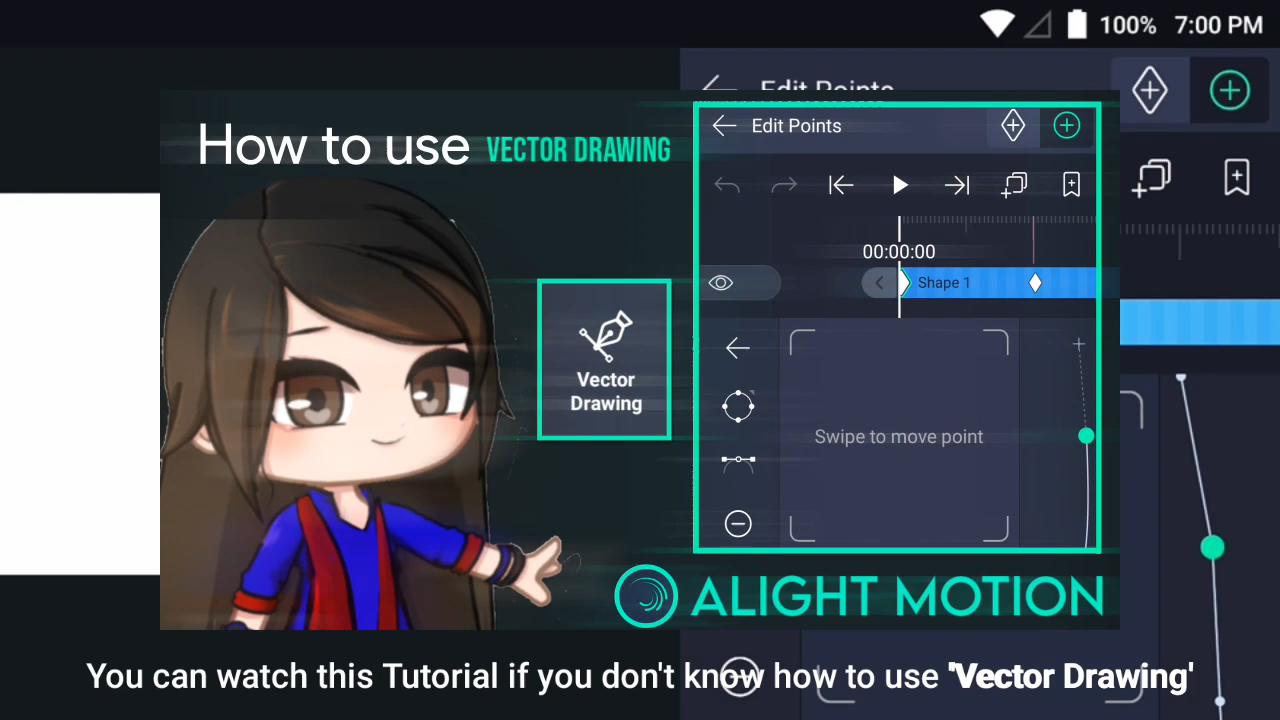 100% 7:00 PM
Edit Points
How to use VECTOR DRAWING
Edit Points
00:00:00
Shape 1
Vector
Drawing
Swipe to move point
ALIGHT MOTION
You can watch this Tutorial if you don't know how to use "Vector Drawing'